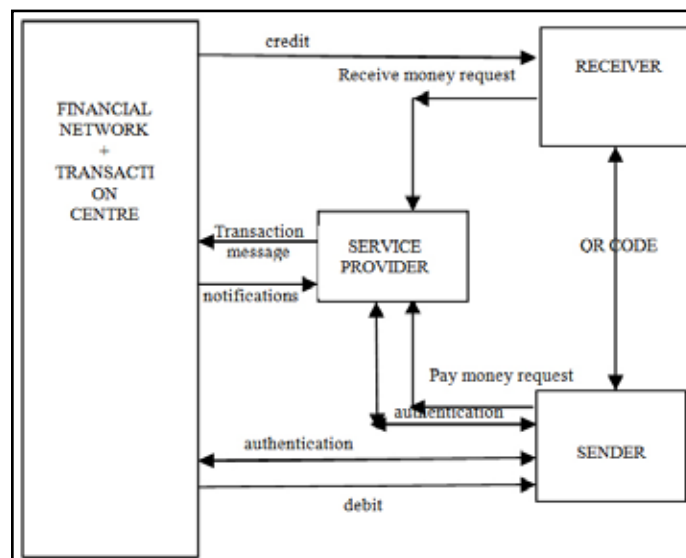 credit
RECEIVER
Receive money request
FINANCIAL
NETWORK
+
TRANSACTI
ON
CENTRE
Transaction
message
SERVICE
PROVIDER
QR CODE
notifications
Pay money request
authentication
authentication
SENDER
debit